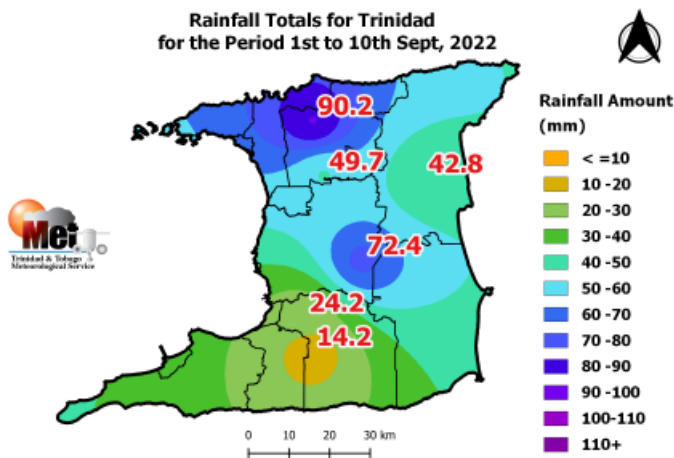 Rainfall Totals for Trinidad
for the Period 1st to 10th Sept, 2022
90.2
49.7
42.8
72.4
24.2
14.2
Met
Trinidad & Tobago
Meteorological Service
Rainfall Amount
(mm)
< =10
10 -20
20 -30
30 -40
40 -50
50 -60
60 -70
70 -80
80 -90
90 -100
100-110
110+
0 10 20 30 km